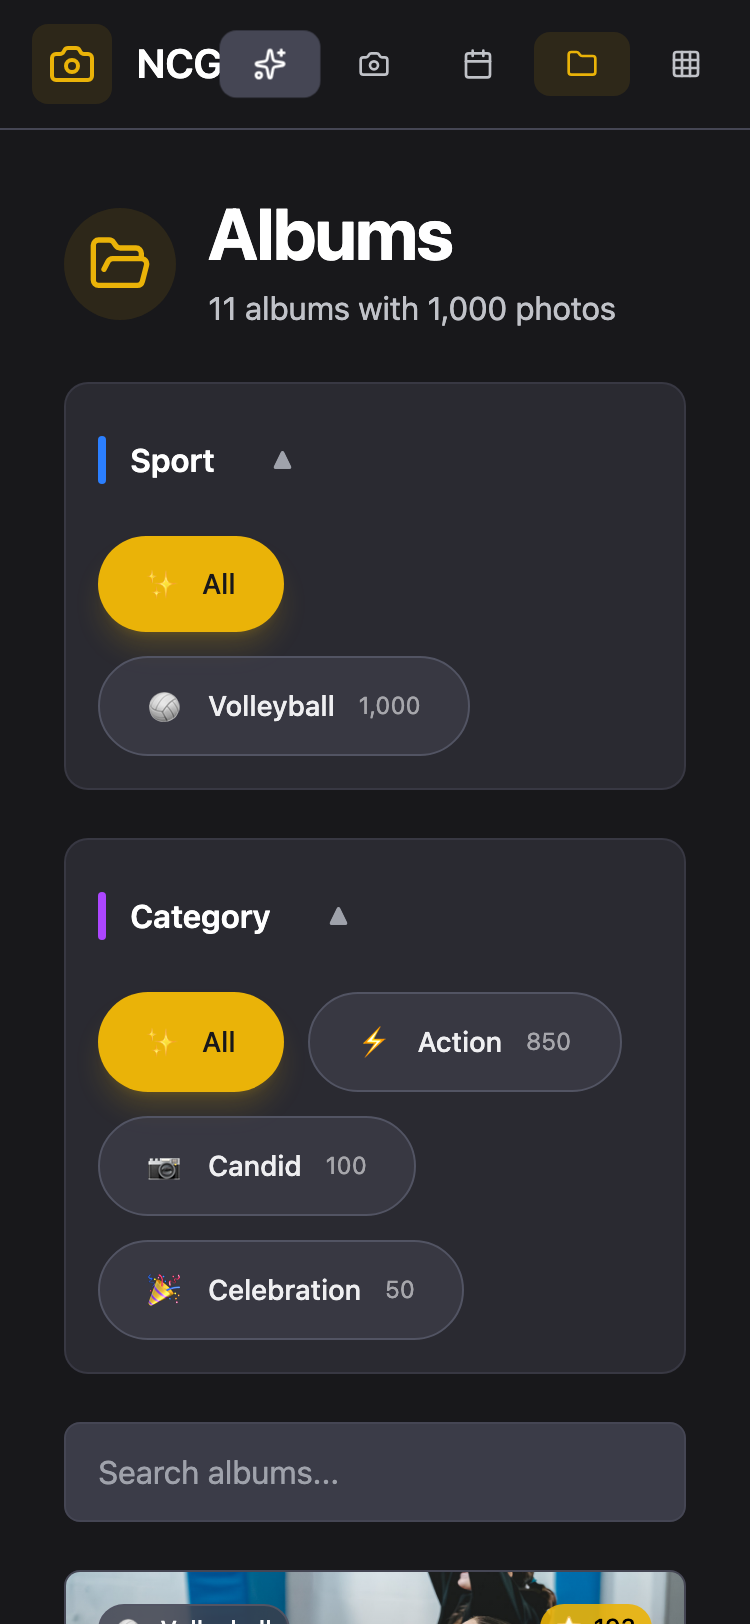 NCG
Albums
11 albums with 1,000 photos
Sport ▲
✨ All
🏐 Volleyball 1,000
Category ▲
✨ All ⚡ Action 850
📷 Candid 100
🎉 Celebration 50
Search albums...
Volleyball